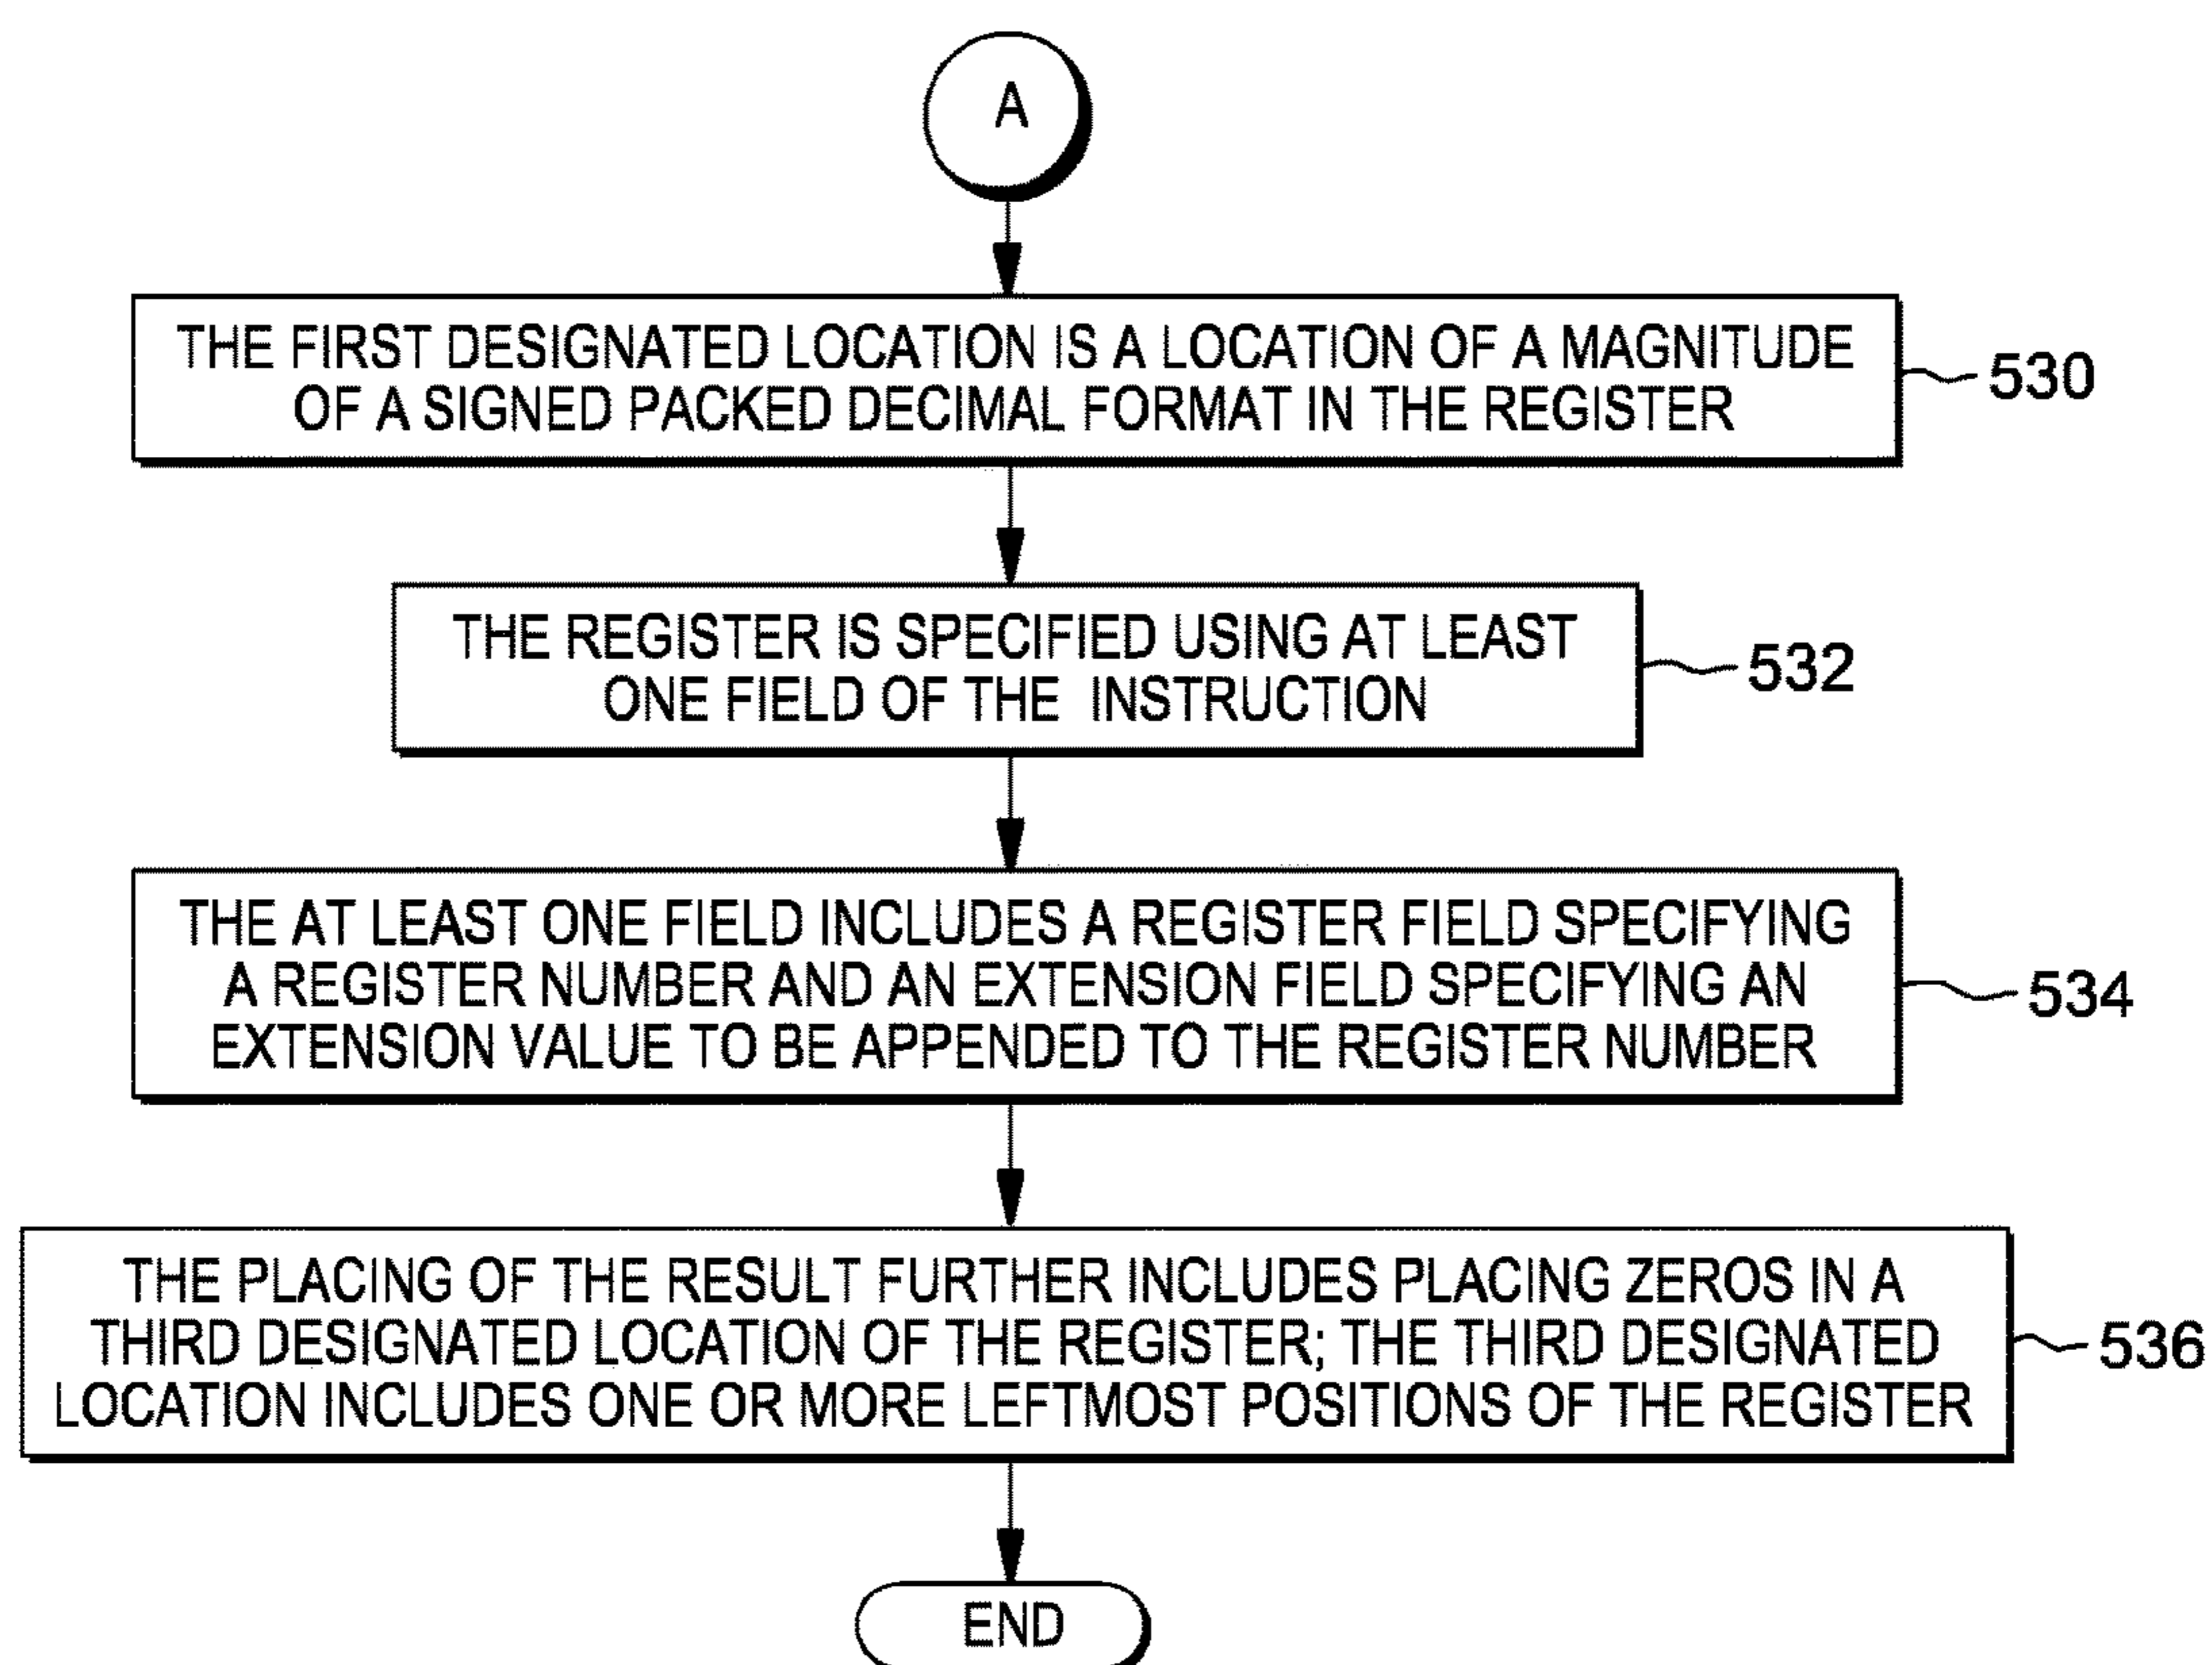 A
THE FIRST DESIGNATED LOCATION IS A LOCATION OF A MAGNITUDE
OF A SIGNED PACKED DECIMAL FORMAT IN THE REGISTER
530
THE REGISTER IS SPECIFIED USING AT LEAST
ONE FIELD OF THE INSTRUCTION
532
THE AT LEAST ONE FIELD INCLUDES A REGISTER FIELD SPECIFYING
A REGISTER NUMBER AND AN EXTENSION FIELD SPECIFYING AN
EXTENSION VALUE TO BE APPENDED TO THE REGISTER NUMBER
534
THE PLACING OF THE RESULT FURTHER INCLUDES PLACING ZEROS IN A
THIRD DESIGNATED LOCATION OF THE REGISTER; THE THIRD DESIGNATED
LOCATION INCLUDES ONE OR MORE LEFTMOST POSITIONS OF THE REGISTER
536
END